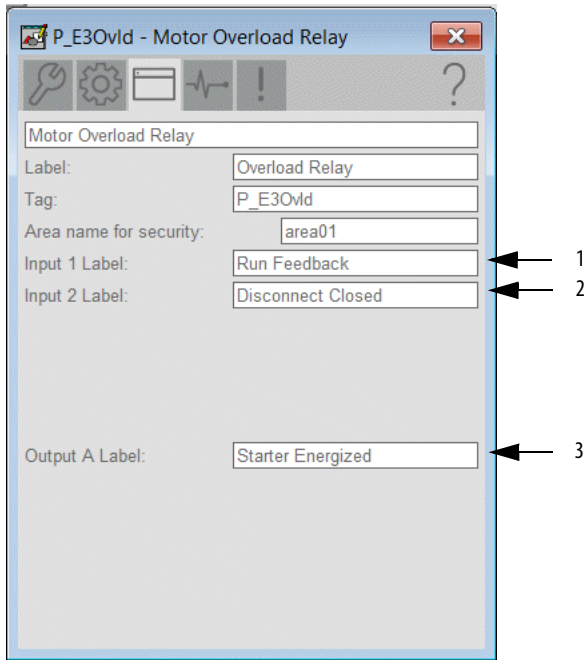 P_E3Ovld - Motor Overload Relay
Motor Overload Relay
Label: Overload Relay
Tag: P_E3Ovld
Area name for security: area01
Input 1 Label: Run Feedback 1
Input 2 Label: Disconnect Closed 2
Output A Label: Starter Energized 3